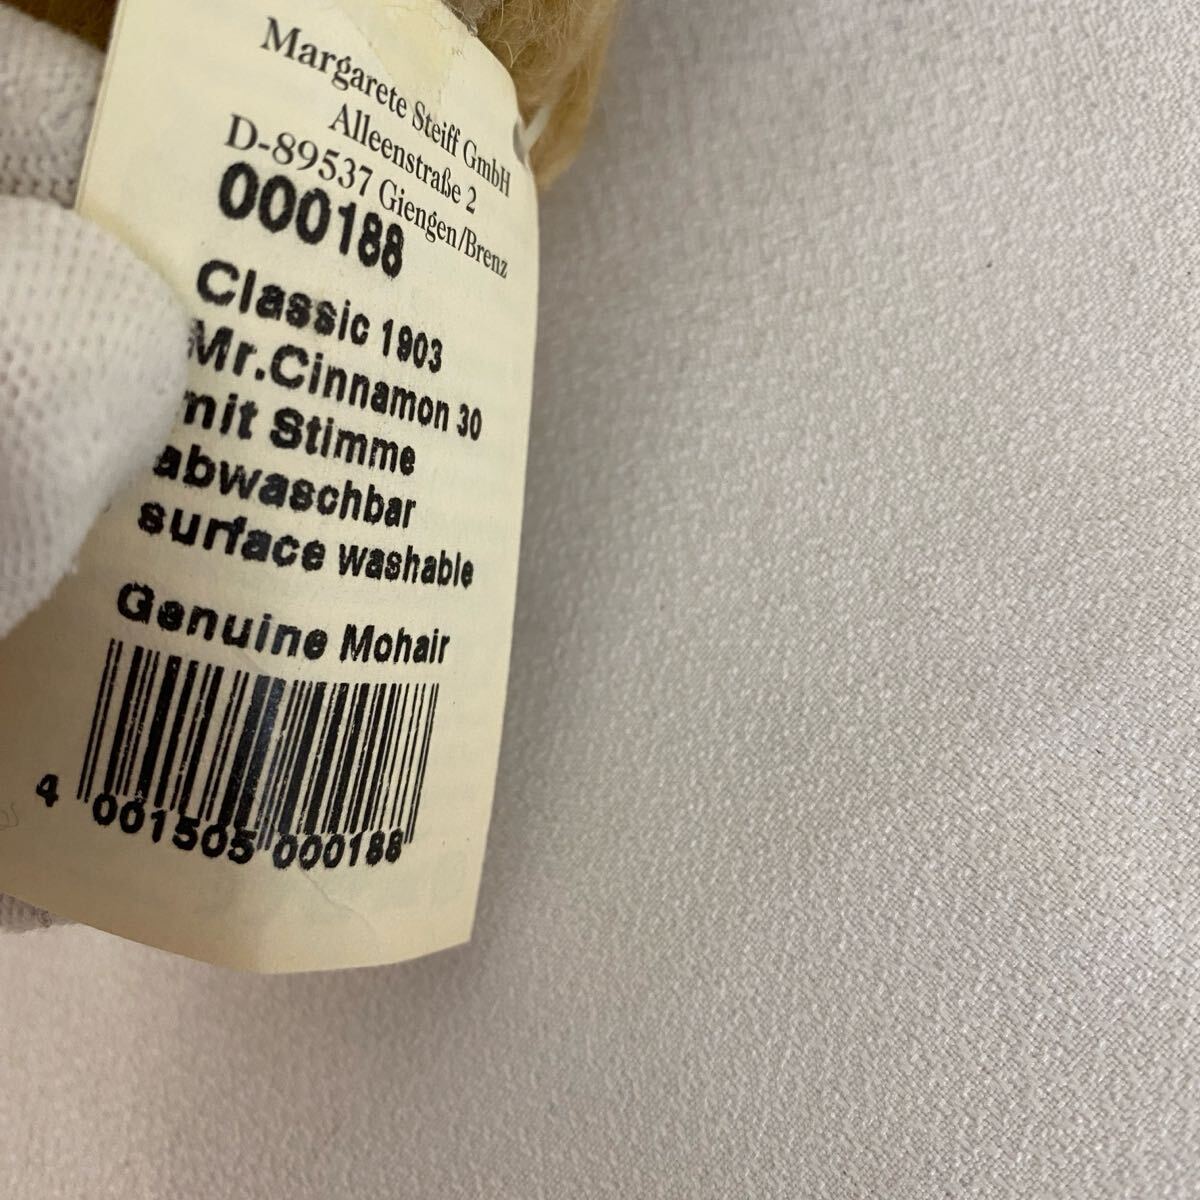 Margarete Steiff GmbH
Alleenstraße 2
D-89537 Giengen/Brenz
000188
Classic 1903
Mr.Cinnamon 30
mit Stimme
abwaschbar
surface washable
Genuine Mohair
4 001505 000188